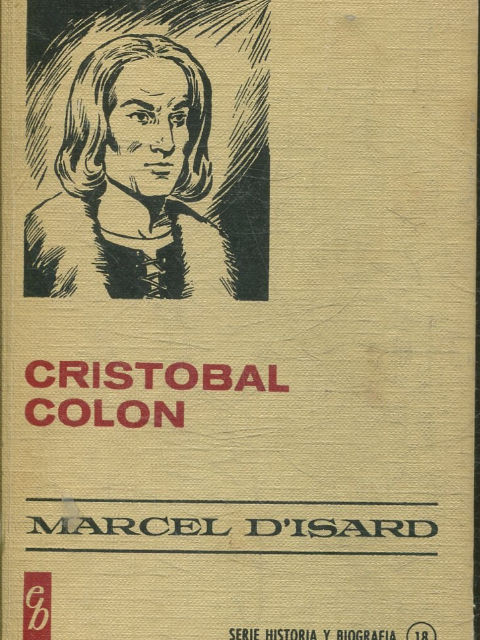 CRISTOBAL
COLON
MARCEL D'ISARD
eb
SERIE HISTORIA Y BIOGRAFIA 18